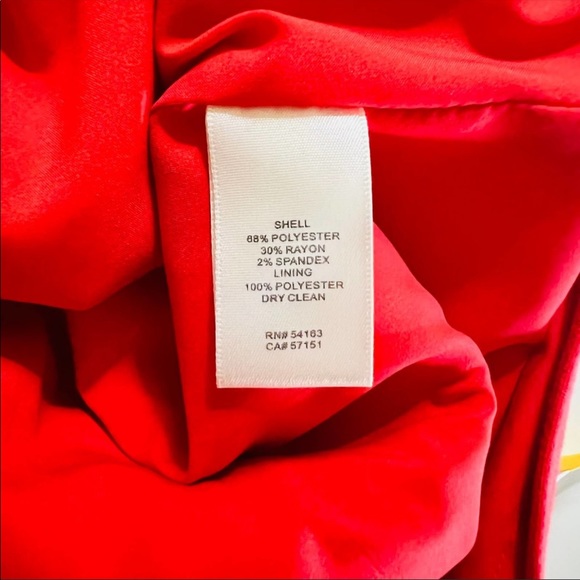 SHELL
68% POLYESTER
30% RAYON
2% SPANDEX
LINING
100% POLYESTER
DRY CLEAN
RN# 54163
CA# 57151